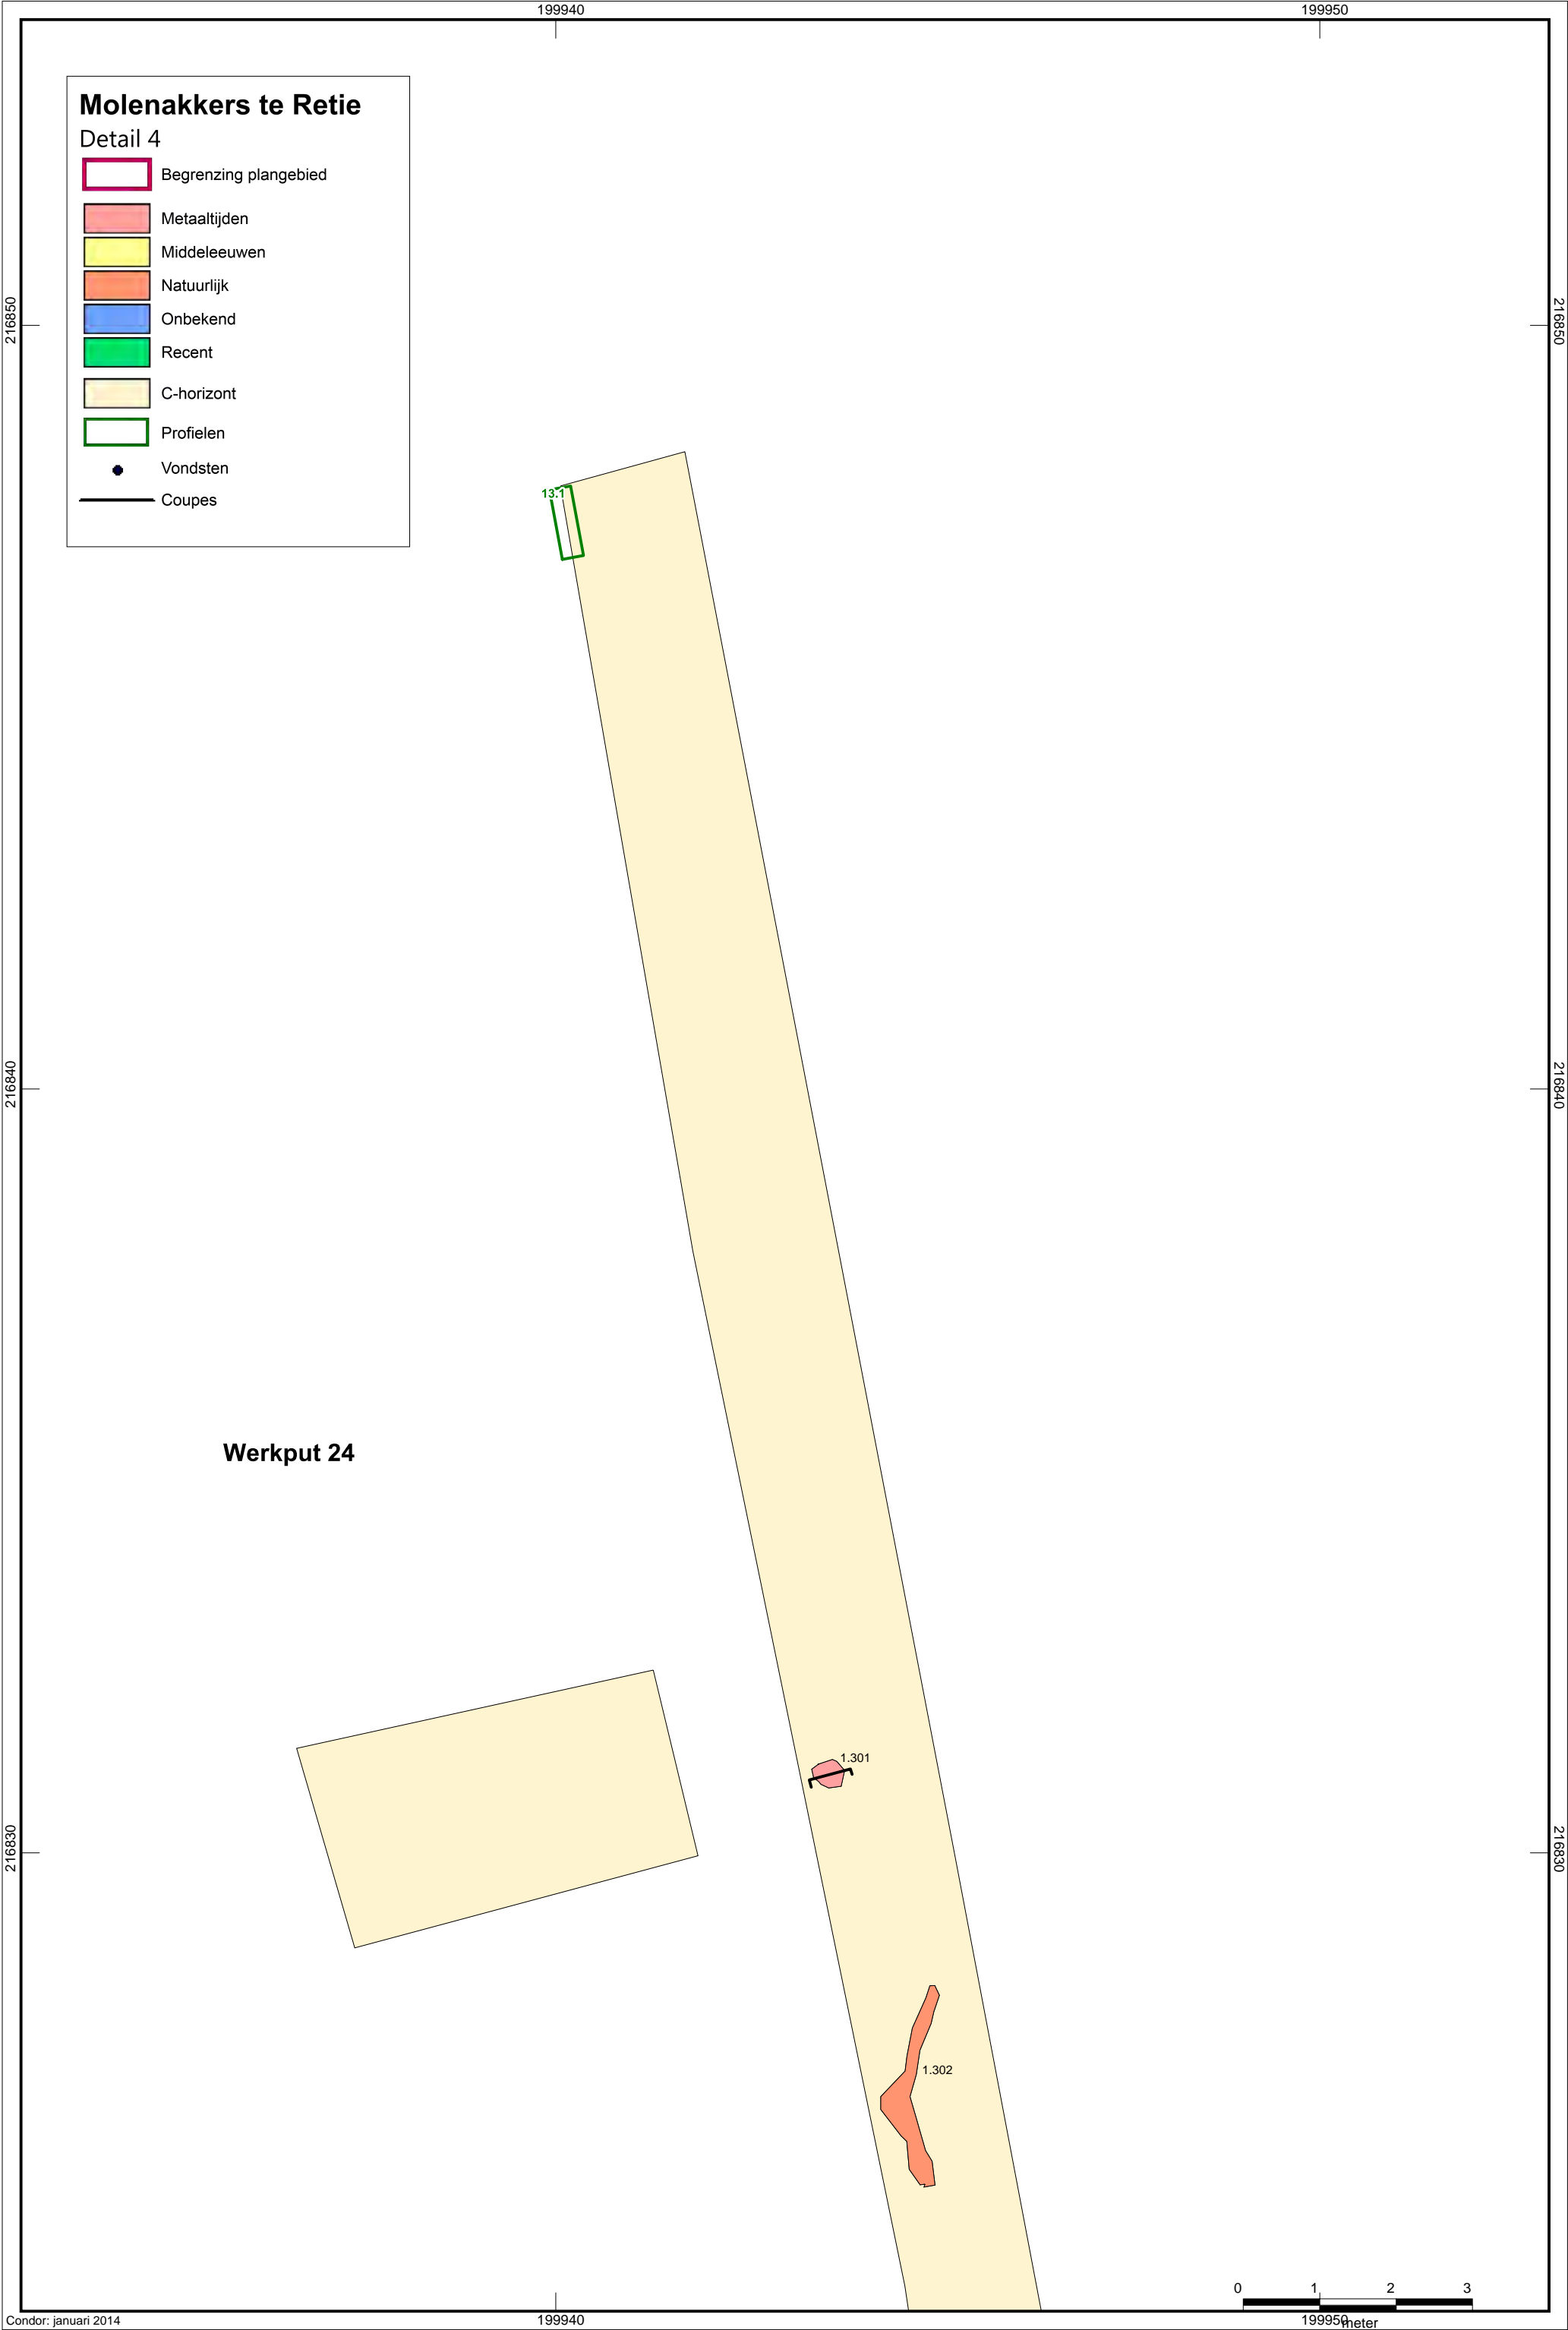 199940
199950
Molenakkers te Retie
Detail 4
Begrenzing plangebied
Metaaltijden
Middeleeuwen
Natuurlijk
Onbekend
Recent
C-horizont
Profielen
Vondsten
Coupes
216850
216850
13.1
216840
216840
Werkput 24
1.301
216830
216830
1.302
0 1 2 3
Condor: januari 2014
199940
199950
meter